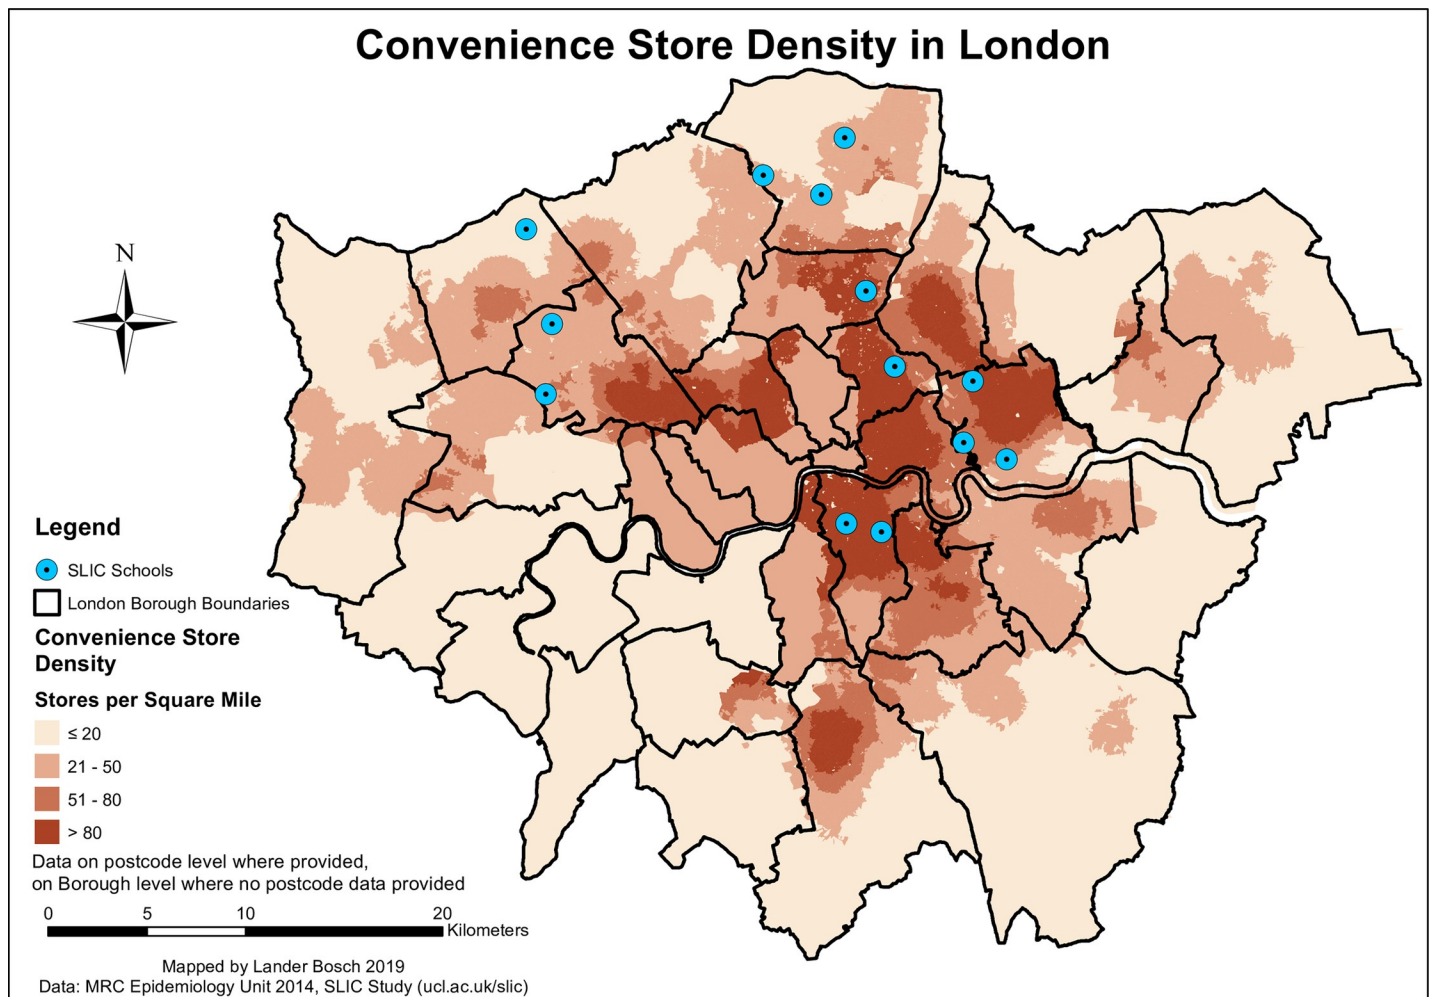 Convenience Store Density in London
N
Legend
SLIC Schools
London Borough Boundaries
Convenience Store
Density
Stores per Square Mile
≤ 20
21 - 50
51 - 80
> 80
Data on postcode level where provided,
on Borough level where no postcode data provided
0 5 10 20
Kilometers
Mapped by Lander Bosch 2019
Data: MRC Epidemiology Unit 2014, SLIC Study (ucl.ac.uk/slic)